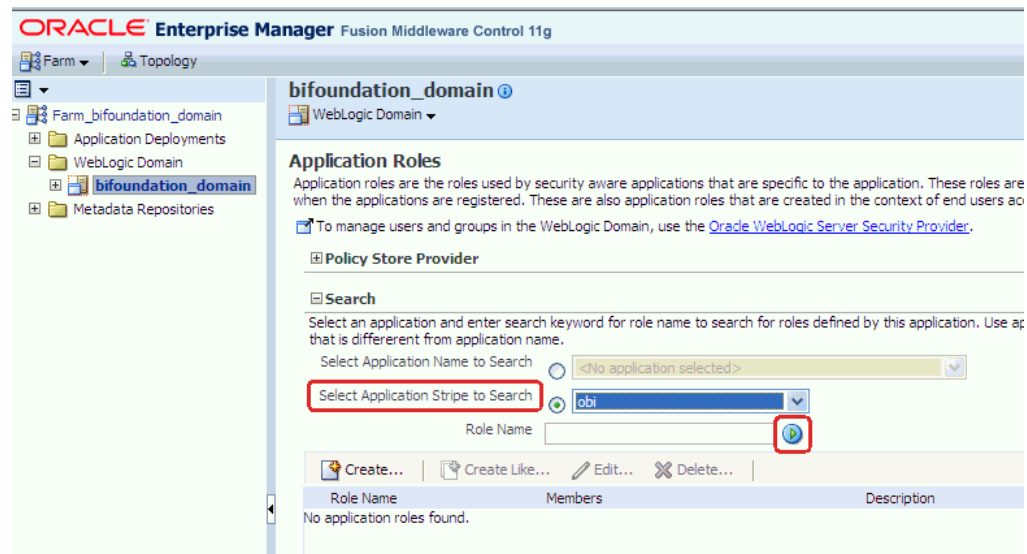 ORACLE Enterprise Manager Fusion Middleware Control 11g
Farm Topology
Farm_bifoundation_domain
Application Deployments
WebLogic Domain
bifoundation_domain
Metadata Repositories
bifoundation_domain
WebLogic Domain
Application Roles
Application roles are the roles used by security aware applications that are specific to the application. These roles are
when the applications are registered. These are also application roles that are created in the context of end users acc
To manage users and groups in the WebLogic Domain, use the Oracle WebLogic Server Security Provider.
Policy Store Provider
Search
Select an application and enter search keyword for role name to search for roles defined by this application. Use ap
that is differerent from application name.
Select Application Name to Search <No application selected>
Select Application Stripe to Search obi
Role Name
Create... Create Like... Edit... Delete...
Role Name Members Description
No application roles found.